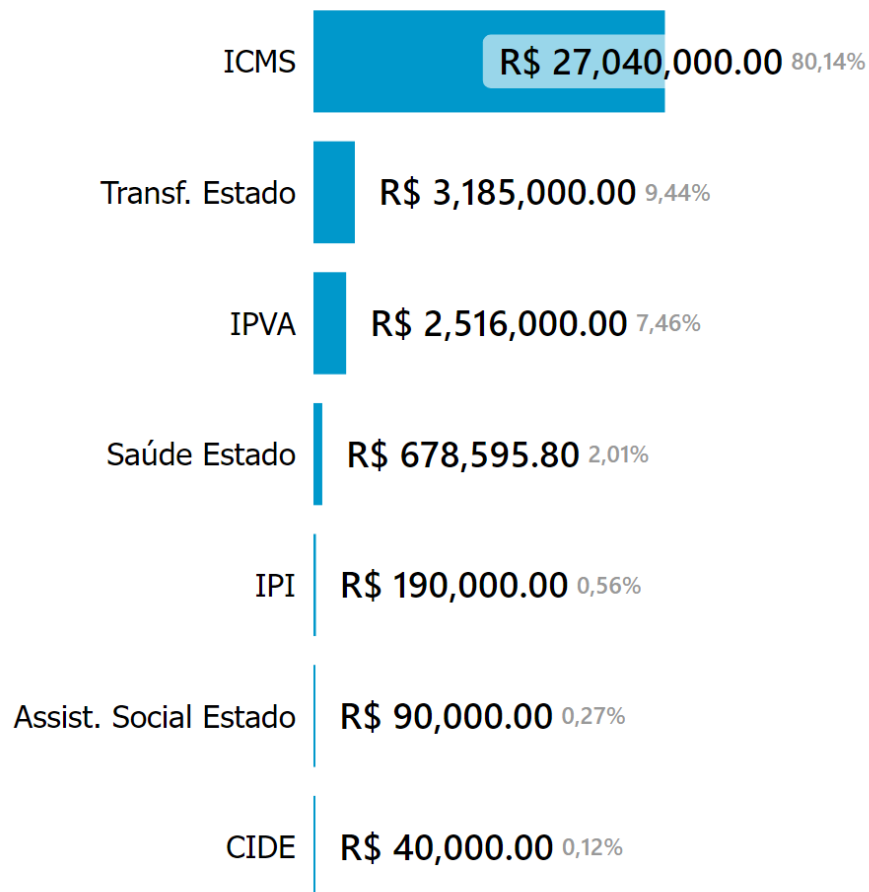 ICMS R$ 27,040,000.00 80,14%
Transf. Estado R$ 3,185,000.00 9,44%
IPVA R$ 2,516,000.00 7,46%
Saúde Estado R$ 678,595.80 2,01%
IPI R$ 190,000.00 0,56%
Assist. Social Estado R$ 90,000.00 0,27%
CIDE R$ 40,000.00 0,12%